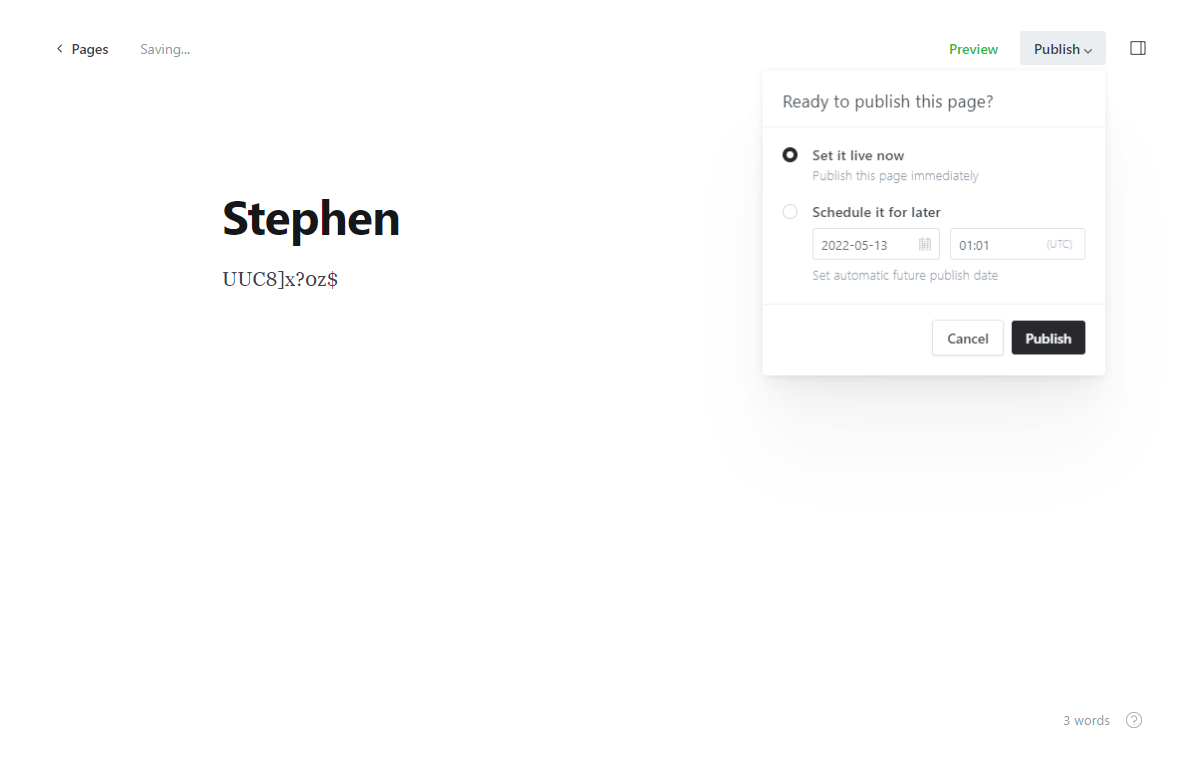 Pages
Saving...
Preview
Publish
Ready to publish this page?
Set it live now
Publish this page immediately
Schedule it for later
2022-05-13
01:01
(UTC)
Set automatic future publish date
Cancel
Publish
Stephen
UUC8]x?oz$
3 words
?